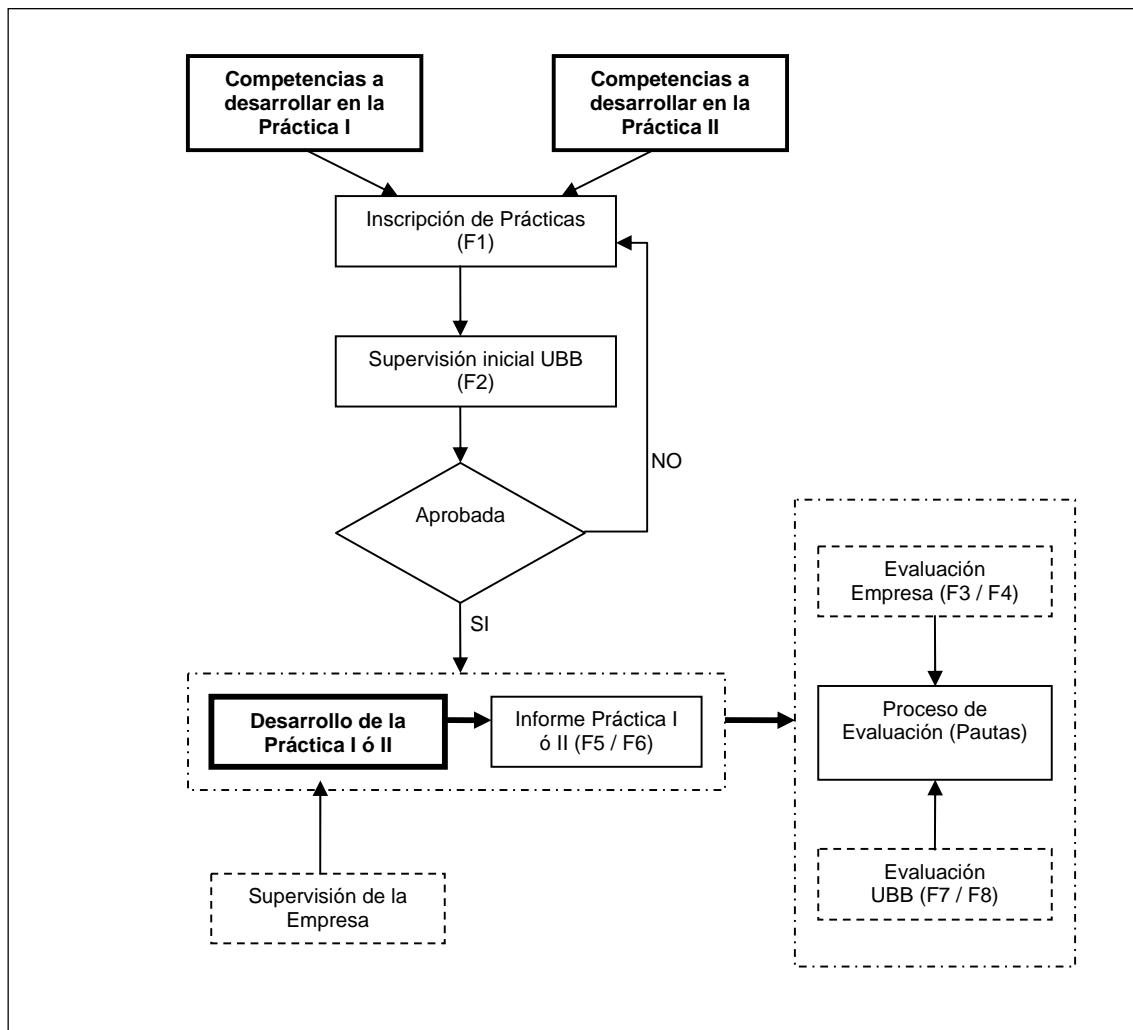 Competencias a
desarrollar en la
Práctica I
Competencias a
desarrollar en la
Práctica II
Inscripción de Prácticas
(F1)
Supervisión inicial UBB
(F2)
NO
Aprobada
SI
Desarrollo de la
Práctica I ó II
Informe Práctica I
ó II (F5 / F6)
Supervisión de la
Empresa
Evaluación
Empresa (F3 / F4)
Proceso de
Evaluación (Pautas)
Evaluación
UBB (F7 / F8)